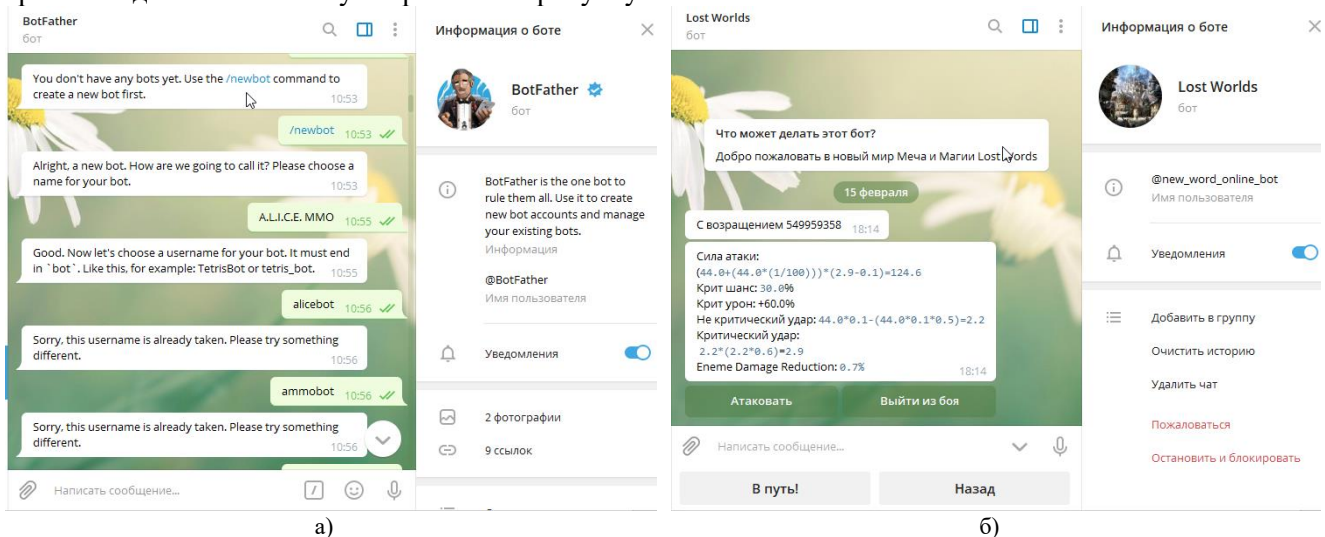 BotFather
бот
You don't have any bots yet. Use the /newbot command to
create a new bot first.
10:53
/newbot 10:53
Alright, a new bot. How are we going to call it? Please choose a
name for your bot.
10:53
A.L.I.C.E. MMO 10:55
Good. Now let's choose a username for your bot. It must end
in `bot`. Like this, for example: TetrisBot or tetris_bot.
10:55
alicebot 10:56
Sorry, this username is already taken. Please try something
different.
10:56
ammobot 10:56
Sorry, this username is already taken. Please try something
different.
10:56
Написать сообщение...
Информация о боте
BotFather
бот
BotFather is the one bot to
rule them all. Use it to create
new bot accounts and manage
your existing bots.
Информация
@BotFather
Имя пользователя
Уведомления
2 фотографии
9 ссылок
а)
Lost Worlds
бот
Что может делать этот бот?
Добро пожаловать в новый мир Меча и Магии Lost Words
15 февраля
С возращением 549959358 18:14
Сила атаки:
(44.0+(44.0*(1/100)))*(2.9-0.1)=124.6
Крит шанс: 30.0%
Крит урон: +60.0%
Не критический удар: 44.0*0.1-(44.0*0.1*0.5)=2.2
Критический удар:
2.2*(2.2*0.6)=2.9
Eneme Damage Reduction: 0.7%
18:14
Атаковать Выйти из боя
Написать сообщение...
В путь! Назад
Информация о боте
Lost Worlds
бот
@new_word_online_bot
Имя пользователя
Уведомления
Добавить в группу
Очистить историю
Удалить чат
Пожаловаться
Остановить и блокировать
б)